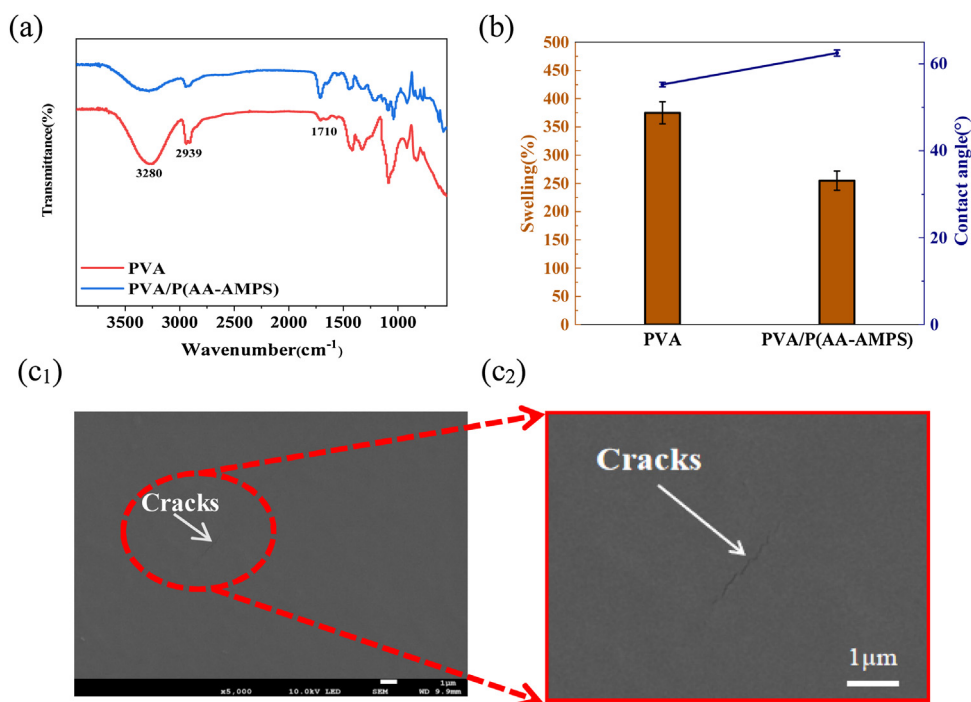 (a)
Transmittance(%)
3280
2939
1710
PVA
PVA/P(AA-AMPS)
3500 3000 2500 2000 1500 1000
Wavenumber(cm⁻¹)
(b)
Swelling(%)
500
450
400
350
300
250
200
150
100
50
0
PVA PVA/P(AA-AMPS)
60
40
20
0
Contact angle(°)
(c₁)
Cracks
1μm
x5,000 10.0kV LED SEM WD 9.9mm
(c₂)
Cracks
1μm